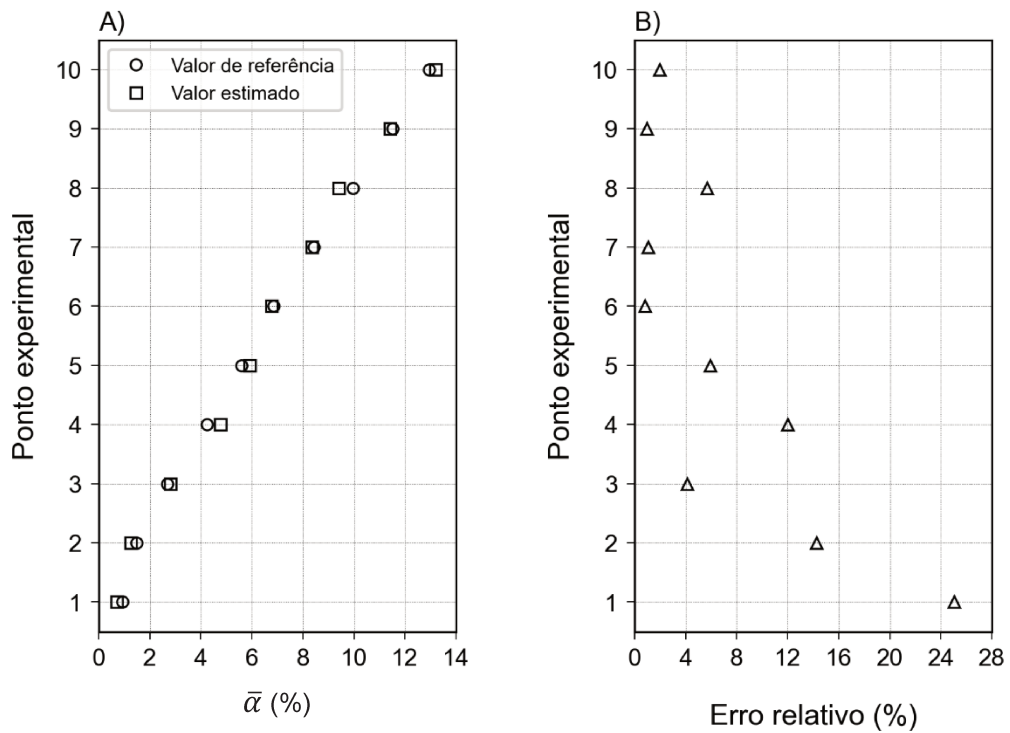 A)
Valor de referência
Valor estimado
Ponto experimental
10
9
8
7
6
5
4
3
2
1
0 2 4 6 8 10 12 14
ᾱ (%)
B)
Ponto experimental
10
9
8
7
6
5
4
3
2
1
0 4 8 12 16 20 24 28
Erro relativo (%)